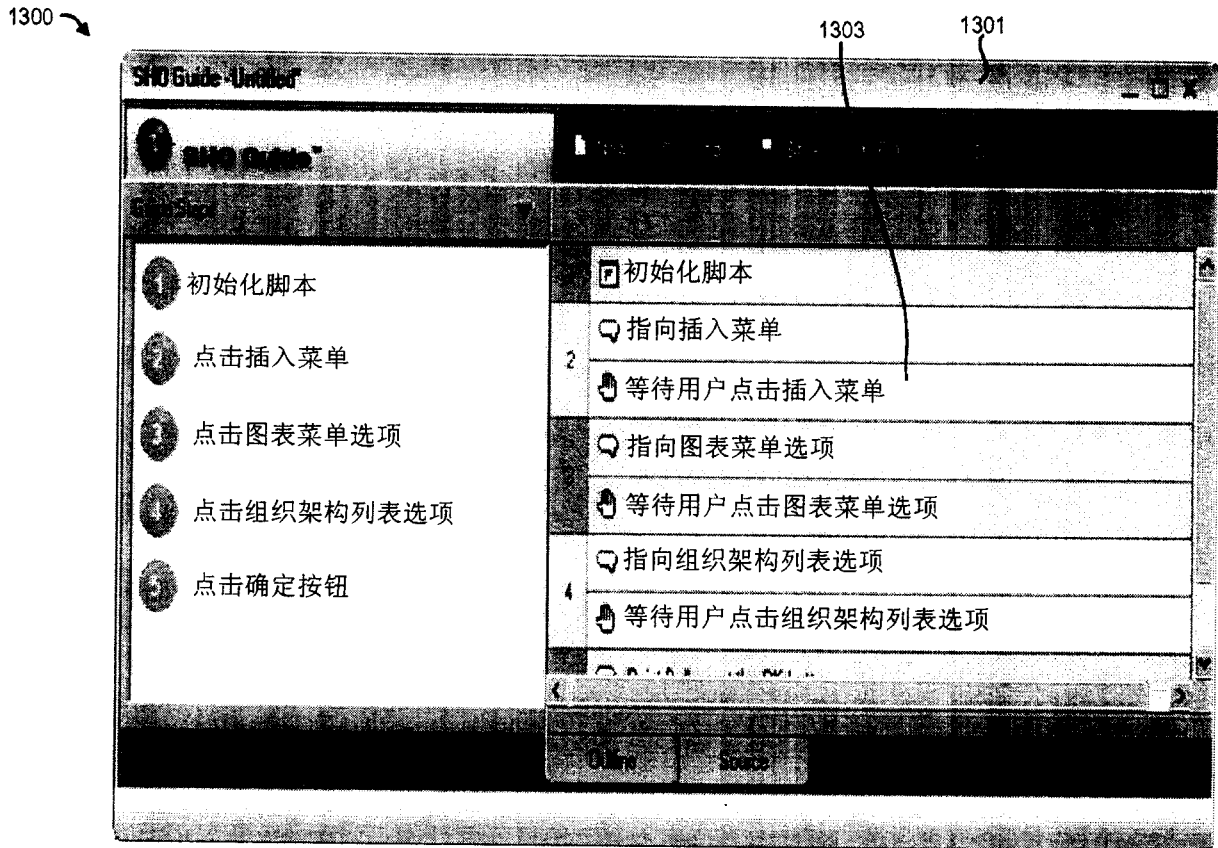 1300
1303
1301
SHO Guide - Untitled*
SHO Guide™
初始化脚本
点击插入菜单
点击图表菜单选项
点击组织架构列表选项
点击确定按钮
初始化脚本
2
指向插入菜单
等待用户点击插入菜单
指向图表菜单选项
等待用户点击图表菜单选项
4
指向组织架构列表选项
等待用户点击组织架构列表选项
Outline
Source